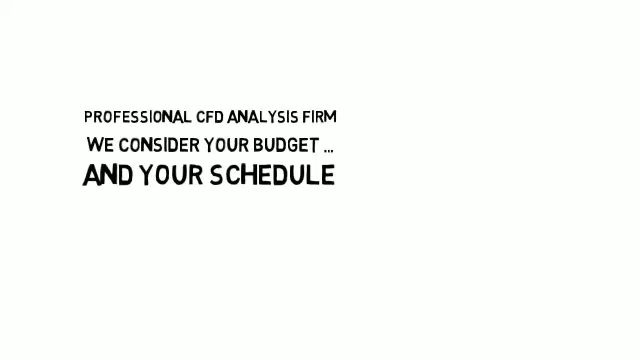 PROFESSIONAL CFD ANALYSIS FIRM
WE CONSIDER YOUR BUDGET ...
AND YOUR SCHEDULE